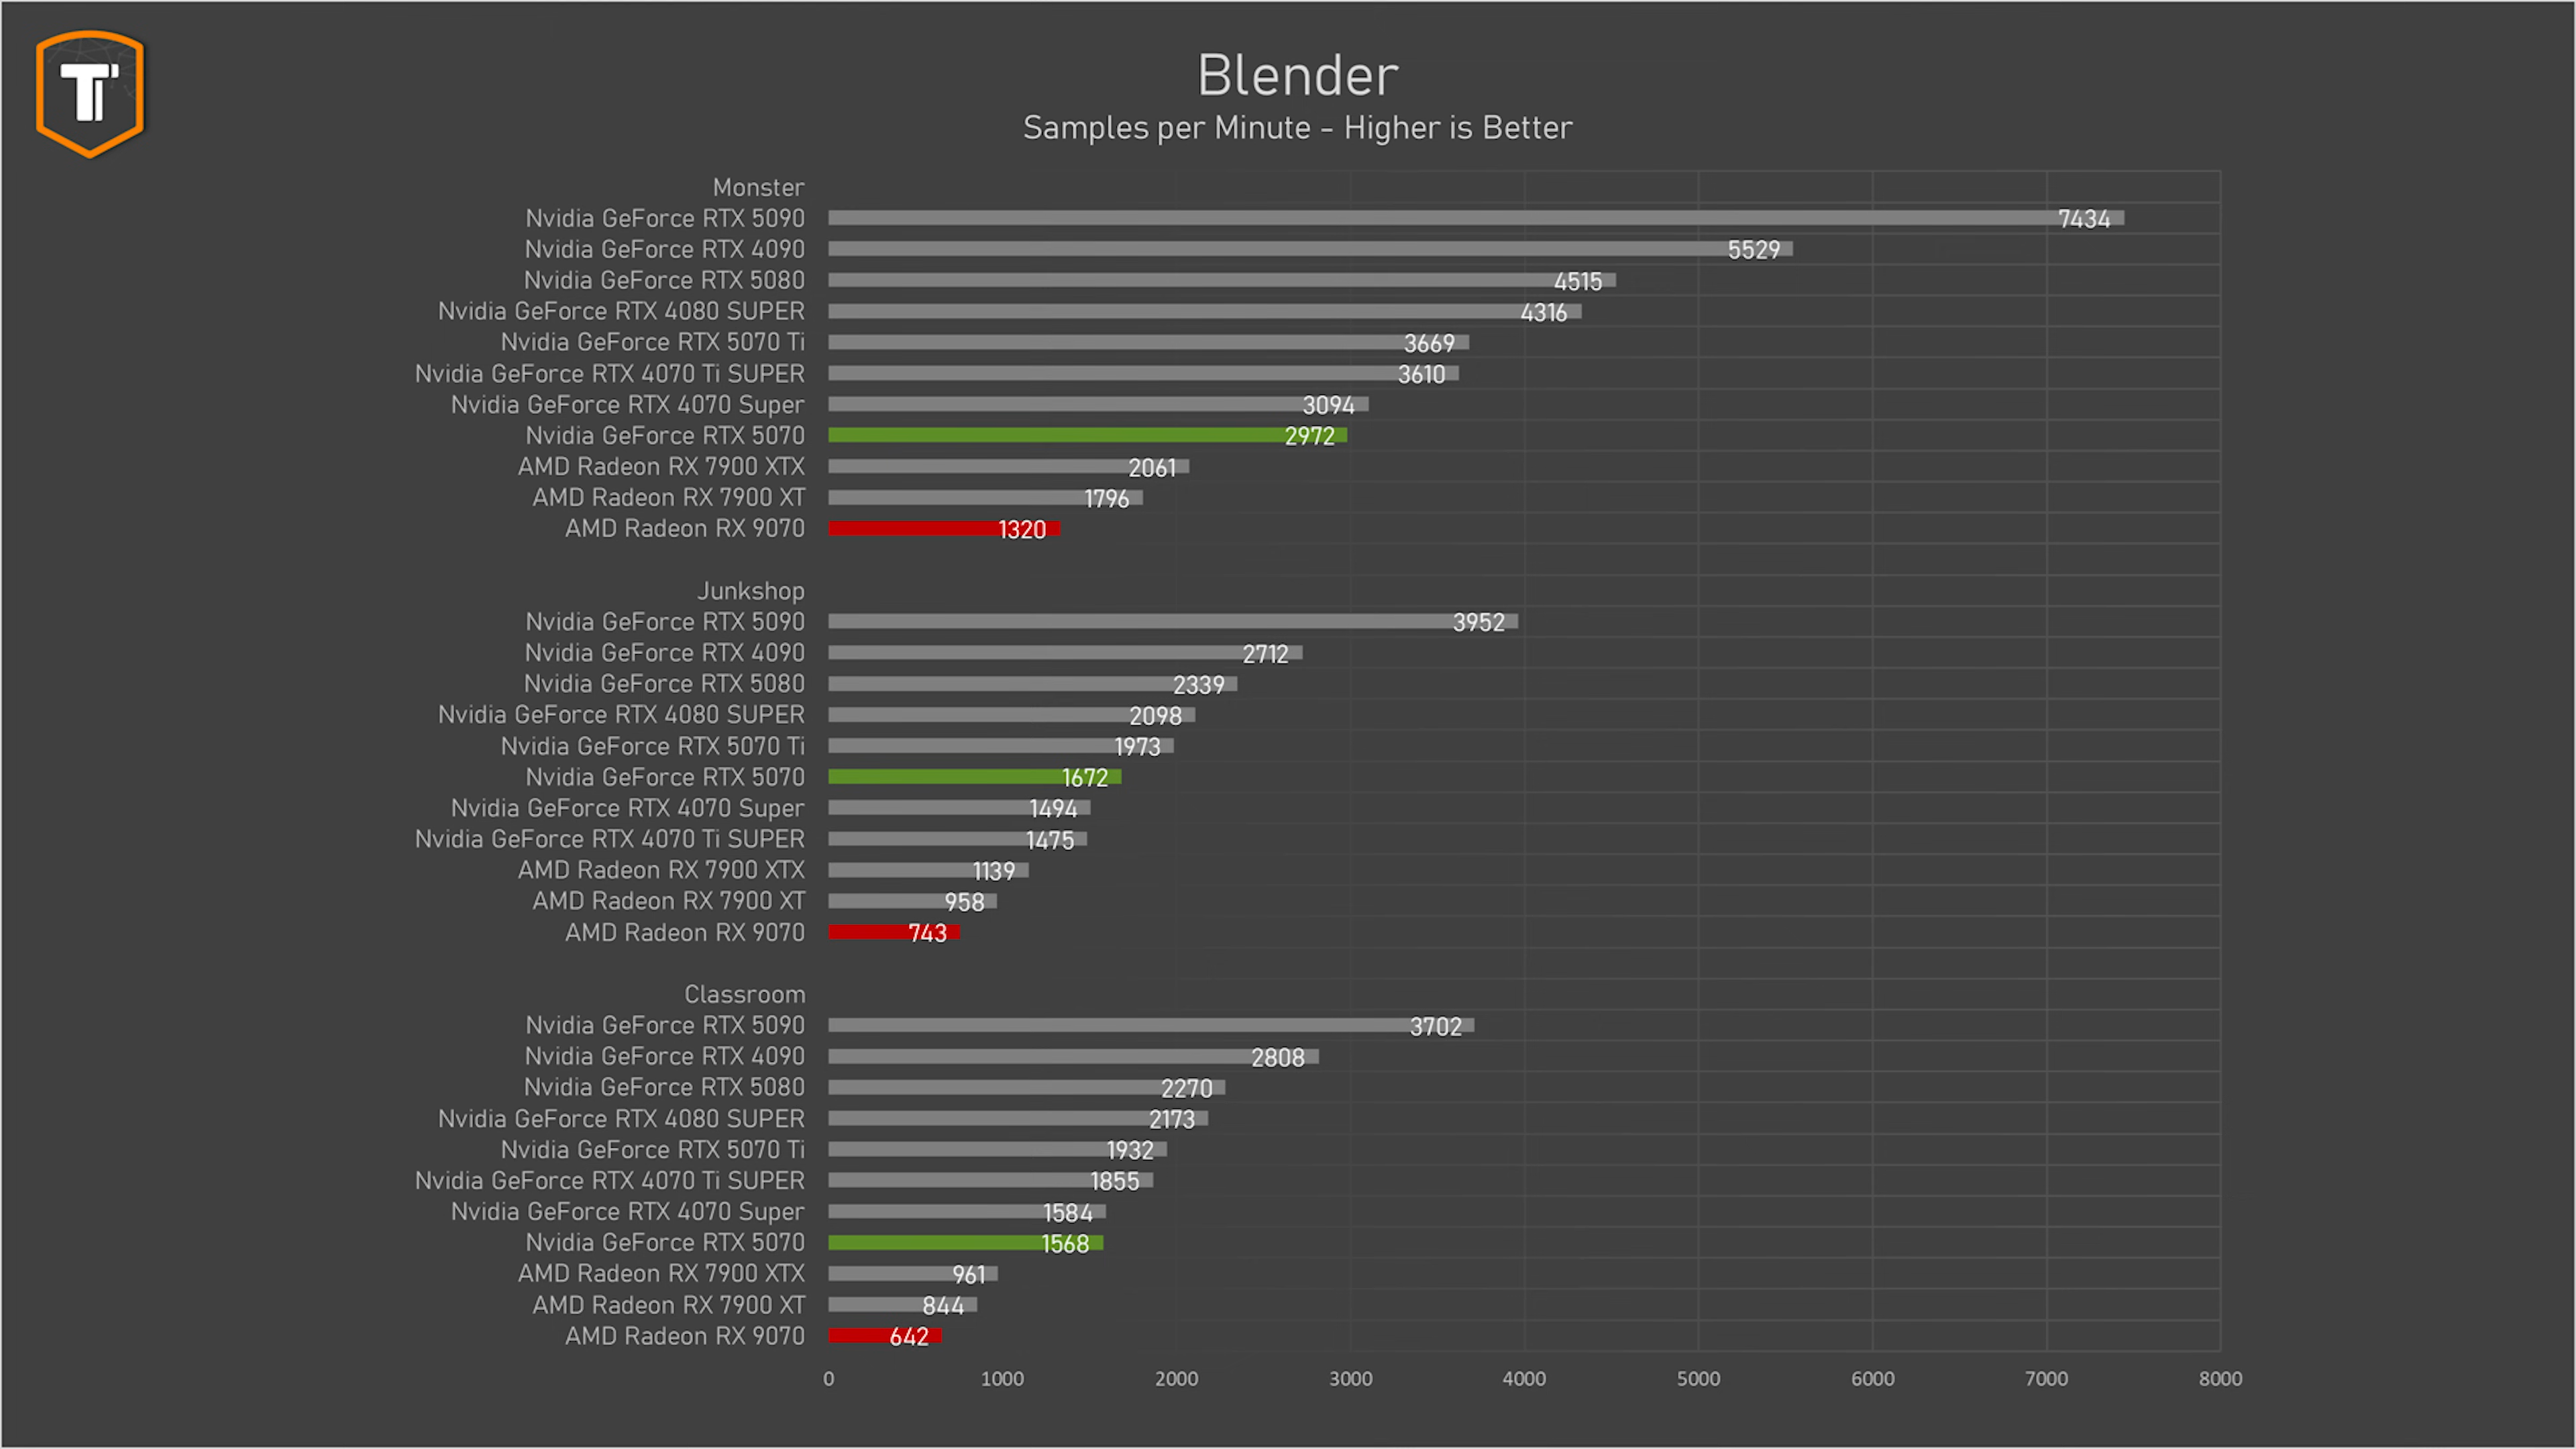 T
Blender
Samples per Minute - Higher is Better
Monster
Nvidia GeForce RTX 5090 7434
Nvidia GeForce RTX 4090 5529
Nvidia GeForce RTX 5080 4515
Nvidia GeForce RTX 4080 SUPER 4316
Nvidia GeForce RTX 5070 Ti 3669
Nvidia GeForce RTX 4070 Ti SUPER 3610
Nvidia GeForce RTX 4070 Super 3094
Nvidia GeForce RTX 5070 2972
AMD Radeon RX 7900 XTX 2061
AMD Radeon RX 7900 XT 1796
AMD Radeon RX 9070 1320
Junkshop
Nvidia GeForce RTX 5090 3952
Nvidia GeForce RTX 4090 2712
Nvidia GeForce RTX 5080 2339
Nvidia GeForce RTX 4080 SUPER 2098
Nvidia GeForce RTX 5070 Ti 1973
Nvidia GeForce RTX 5070 1672
Nvidia GeForce RTX 4070 Super 1494
Nvidia GeForce RTX 4070 Ti SUPER 1475
AMD Radeon RX 7900 XTX 1139
AMD Radeon RX 7900 XT 958
AMD Radeon RX 9070 743
Classroom
Nvidia GeForce RTX 5090 3702
Nvidia GeForce RTX 4090 2808
Nvidia GeForce RTX 5080 2270
Nvidia GeForce RTX 4080 SUPER 2173
Nvidia GeForce RTX 5070 Ti 1932
Nvidia GeForce RTX 4070 Ti SUPER 1855
Nvidia GeForce RTX 4070 Super 1584
Nvidia GeForce RTX 5070 1568
AMD Radeon RX 7900 XTX 961
AMD Radeon RX 7900 XT 844
AMD Radeon RX 9070 642
0 1000 2000 3000 4000 5000 6000 7000 8000